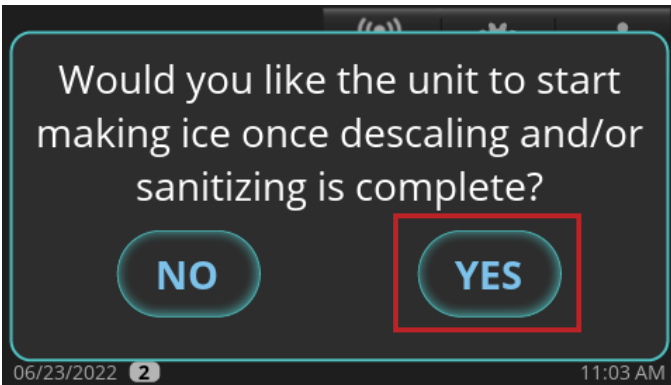 Would you like the unit to start
making ice once descaling and/or
sanitizing is complete?
NO YES
06/23/2022 2 11:03 AM